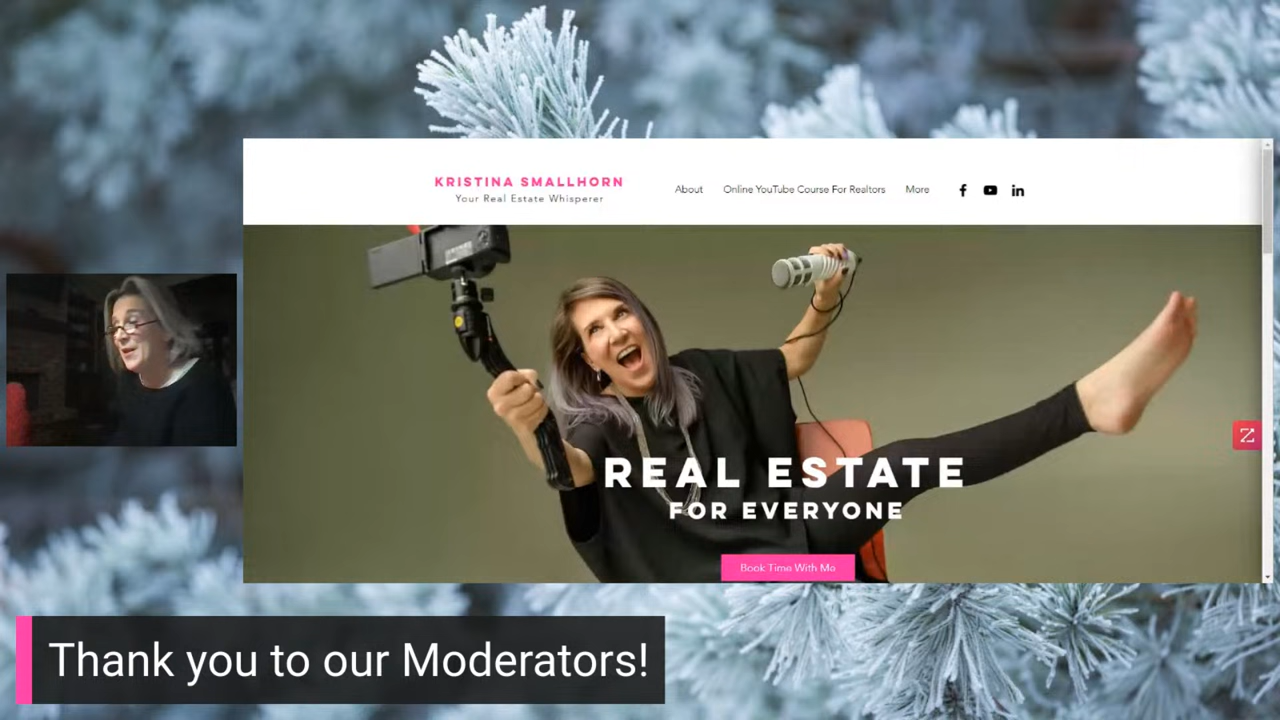 KRISTINA SMALLHORN
Your Real Estate Whisperer
About Online YouTube Course For Realtors More
REAL ESTATE
FOR EVERYONE
Book Time With Me
Thank you to our Moderators!